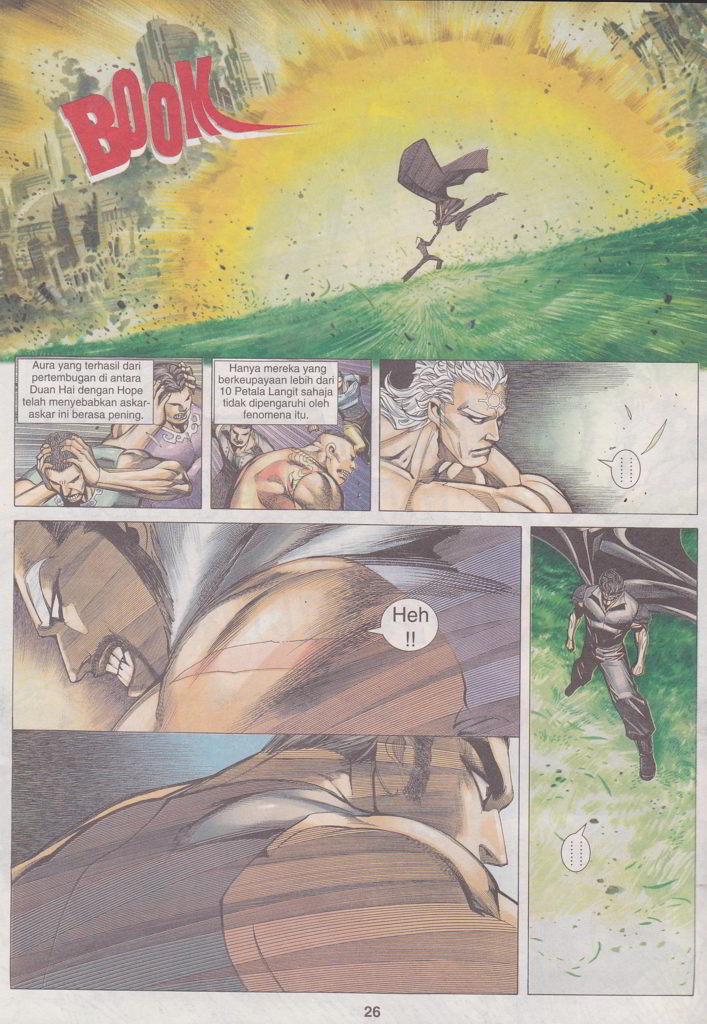 BOOM
Aura yang terhasil dari
pertembugan di antara
Duan Hai dengan Hope
telah menyebabkan askar-
askar ini berasa pening.
Hanya mereka yang
berkeupayaan lebih dari
10 Petala Langit sahaja
tidak dipengaruhi oleh
fenomena itu.
......
Heh
!!
......
26